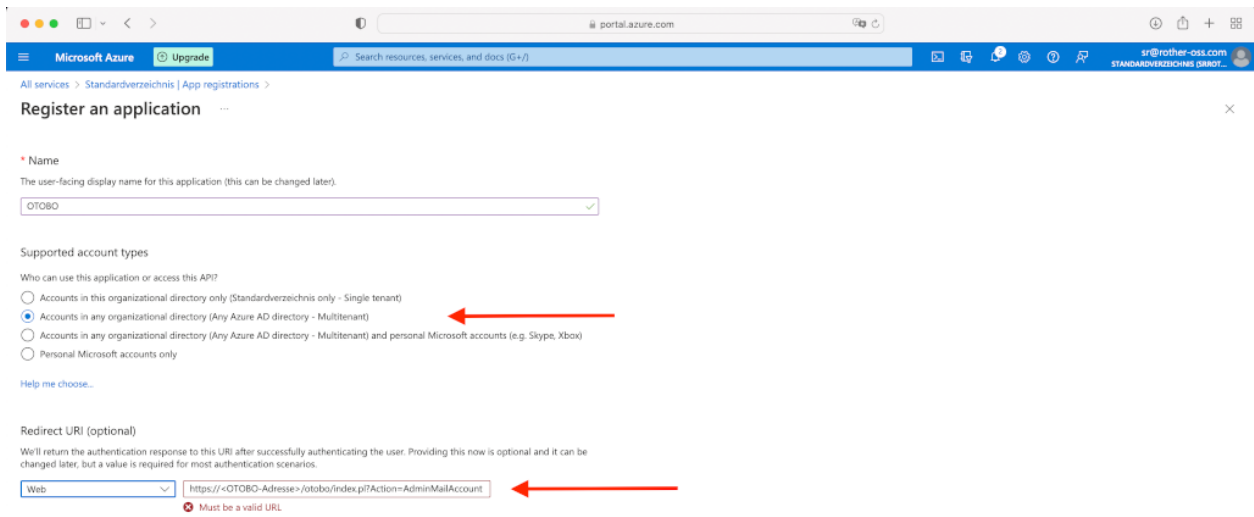 portal.azure.com
Microsoft Azure
Upgrade
Search resources, services, and docs (G+/)
2
sr@rother-oss.com
STANDARDVERZEICHNIS (SRROT...
All services > Standardverzeichnis | App registrations >
Register an application ...
* Name
The user-facing display name for this application (this can be changed later).
OTOBO
Supported account types
Who can use this application or access this API?
Accounts in this organizational directory only (Standardverzeichnis only - Single tenant)
Accounts in any organizational directory (Any Azure AD directory - Multitenant)
Accounts in any organizational directory (Any Azure AD directory - Multitenant) and personal Microsoft accounts (e.g. Skype, Xbox)
Personal Microsoft accounts only
Help me choose...
Redirect URI (optional)
We'll return the authentication response to this URI after successfully authenticating the user. Providing this now is optional and it can be
changed later, but a value is required for most authentication scenarios.
Web
https://<OTOBO-Adresse>/otobo/index.pl?Action=AdminMailAccount
Must be a valid URL